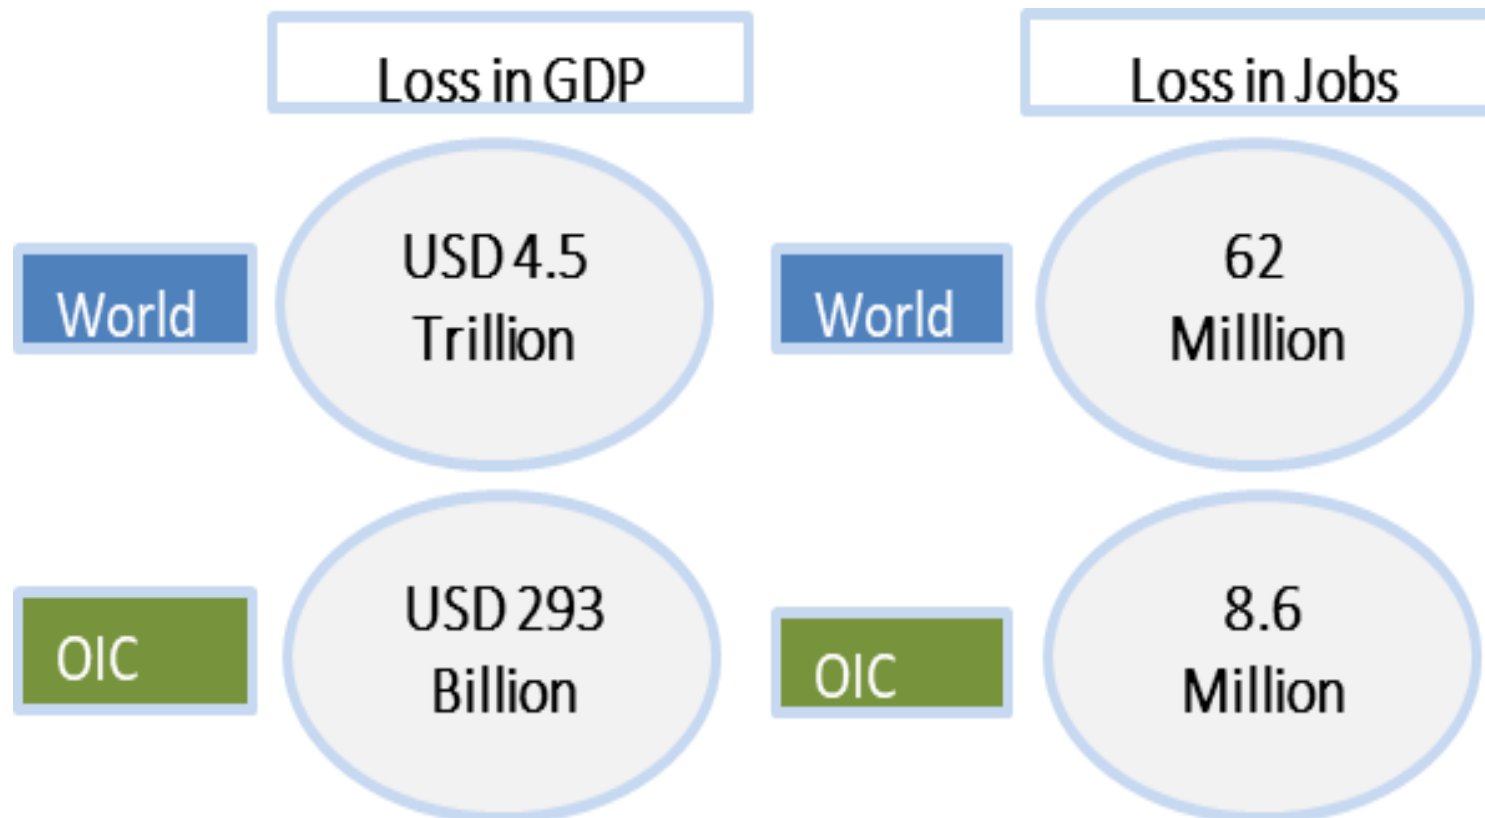 Loss in GDP
Loss in Jobs
World
USD 4.5
Trillion
World
62
Milllion
OIC
USD 293
Billion
OIC
8.6
Million